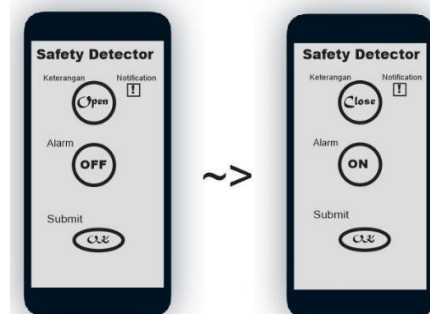 Safety Detector
Keterangan Notification
Open !
Alarm
OFF
Submit
OK
~>
Safety Detector
Keterangan Notification
Close !
Alarm
ON
Submit
OK